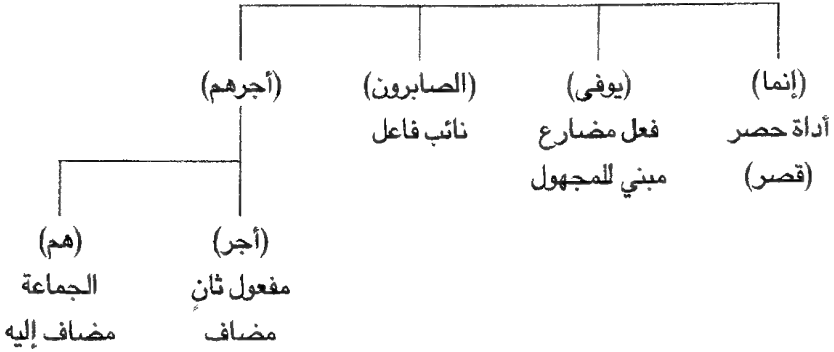 (إنما) (يوفى) (الصابرون) (أجرهم)
أداة حصر فعل مضارع نائب فاعل
(قصر) مبني للمجهول
(أجر) (هم)
مفعول ثانٍ الجماعة
مضاف مضاف إليه